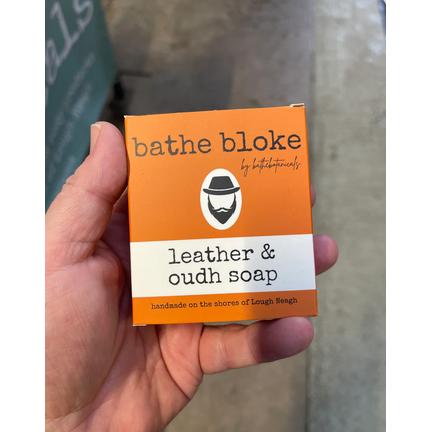 bathe bloke
by bathebotanicals
leather &
oudh soap
handmade on the shores of Lough Neagh